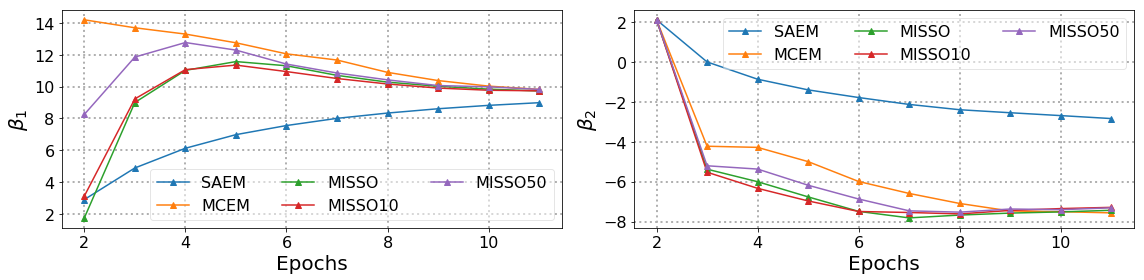 14
12
10
8
6
4
2
β1
SAEM MISSO MISSO50
MCEM MISSO10
2 4 6 8 10
Epochs
2
0
−2
−4
−6
−8
β2
SAEM MISSO MISSO50
MCEM MISSO10
2 4 6 8 10
Epochs